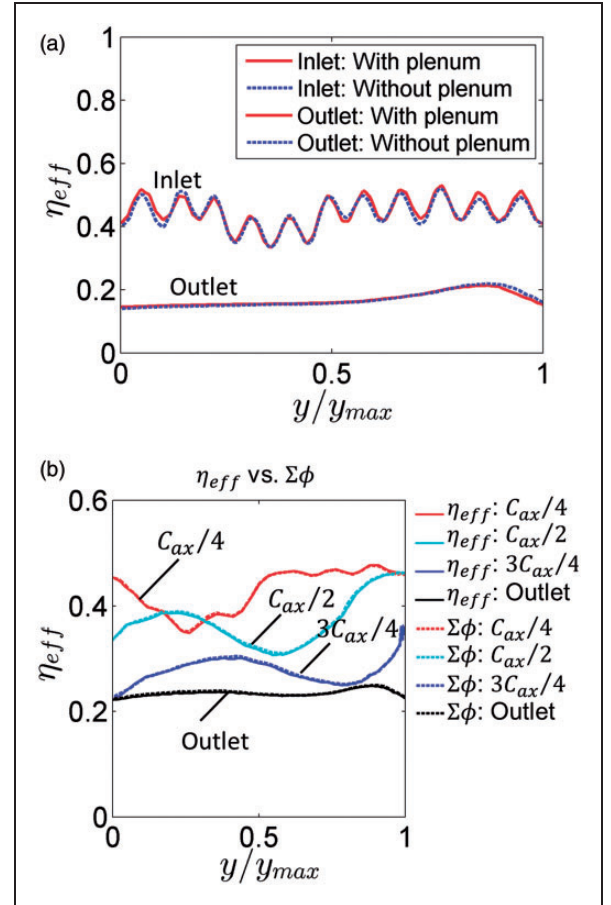 (a)
1
0.8
0.6
0.4
0.2
0
η_eff
Inlet: With plenum
Inlet: Without plenum
Outlet: With plenum
Outlet: Without plenum
Inlet
Outlet
0
0.5
1
y/y_max
(b)
η_eff vs. Σϕ
0.6
0.4
0.2
0
η_eff
C_ax/4
C_ax/2
3C_ax/4
Outlet
0
0.5
1
y/y_max
η_eff: C_ax/4
η_eff: C_ax/2
η_eff: 3C_ax/4
η_eff: Outlet
Σϕ: C_ax/4
Σϕ: C_ax/2
Σϕ: 3C_ax/4
Σϕ: Outlet